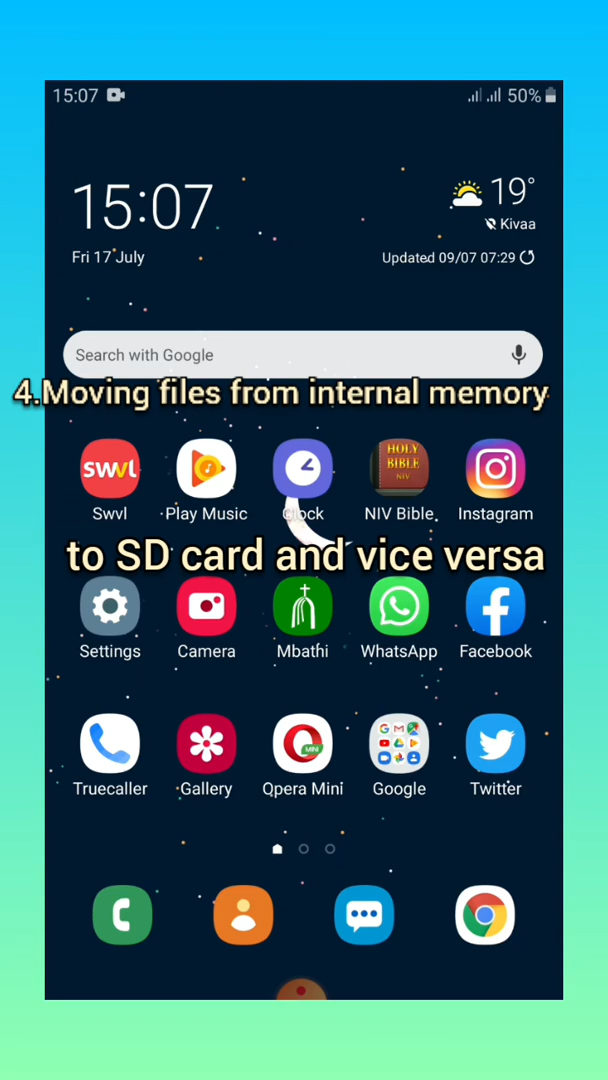 15:07 50%
15:07
19°
Kivaa
Fri 17 July
Updated 09/07 07:29
Search with Google
4.Moving files from internal memory
swvl
HOLY
BIBLE
NIV
Swvl Play Music Clock NIV Bible Instagram
to SD card and vice versa
Settings Camera Mbathi WhatsApp Facebook
MINI
Truecaller Gallery Opera Mini Google Twitter